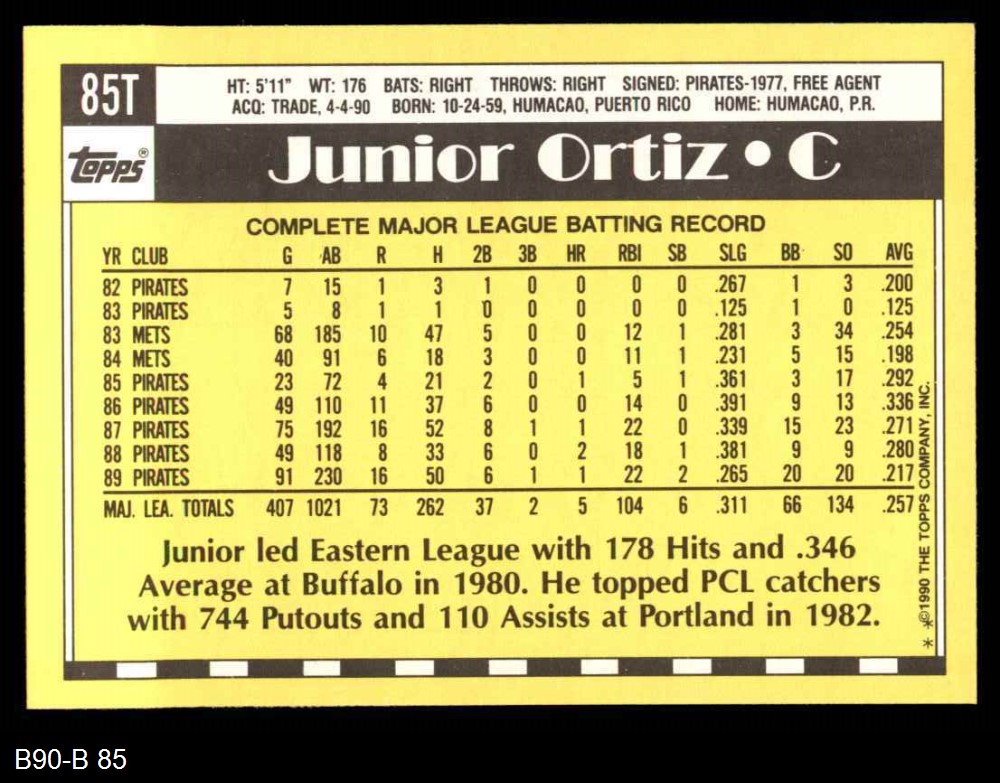 85T
HT: 5'11" WT: 176 BATS: RIGHT THROWS: RIGHT SIGNED: PIRATES-1977, FREE AGENT
ACQ: TRADE, 4-4-90 BORN: 10-24-59, HUMACAO, PUERTO RICO HOME: HUMACAO, P.R.
topps®
Junior Ortiz • C
COMPLETE MAJOR LEAGUE BATTING RECORD
YR CLUB G AB R H 2B 3B HR RBI SB SLG BB SO AVG
82 PIRATES 7 15 1 3 1 0 0 0 0 .267 1 3 .200
83 PIRATES 5 8 1 1 0 0 0 0 0 .125 1 0 .125
83 METS 68 185 10 47 5 0 0 12 1 .281 3 34 .254
84 METS 40 91 6 18 3 0 0 11 1 .231 5 15 .198
85 PIRATES 23 72 4 21 2 0 1 5 1 .361 3 17 .292
86 PIRATES 49 110 11 37 6 0 0 14 0 .391 9 13 .336
87 PIRATES 75 192 16 52 8 1 1 22 0 .339 15 23 .271
88 PIRATES 49 118 8 33 6 0 2 18 1 .381 9 9 .280
89 PIRATES 91 230 16 50 6 1 1 22 2 .265 20 20 .217
MAJ. LEA. TOTALS 407 1021 73 262 37 2 5 104 6 .311 66 134 .257
Junior led Eastern League with 178 Hits and .346
Average at Buffalo in 1980. He topped PCL catchers
with 744 Putouts and 110 Assists at Portland in 1982.
* *©1990 THE TOPPS COMPANY, INC.
B90-B 85